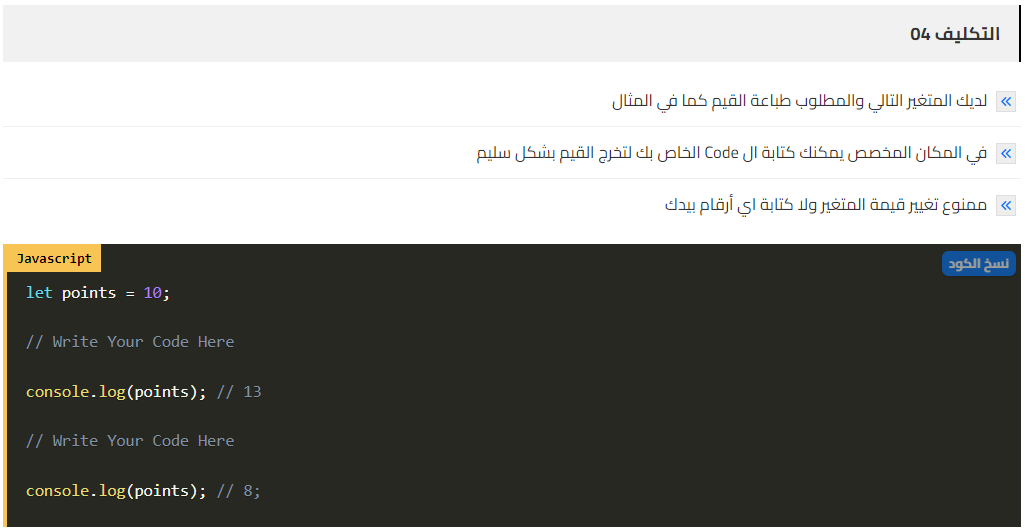 التكليف 04
لديك المتغير التالي والمطلوب طباعة القيم كما في المثال
في المكان المخصص يمكنك كتابة ال Code الخاص بك لتخرج القيم بشكل سليم
ممنوع تغيير قيمة المتغير ولا كتابة اي أرقام بيدك
Javascript
نسخ الكود
let points = 10;
// Write Your Code Here
console.log(points); // 13
// Write Your Code Here
console.log(points); // 8;